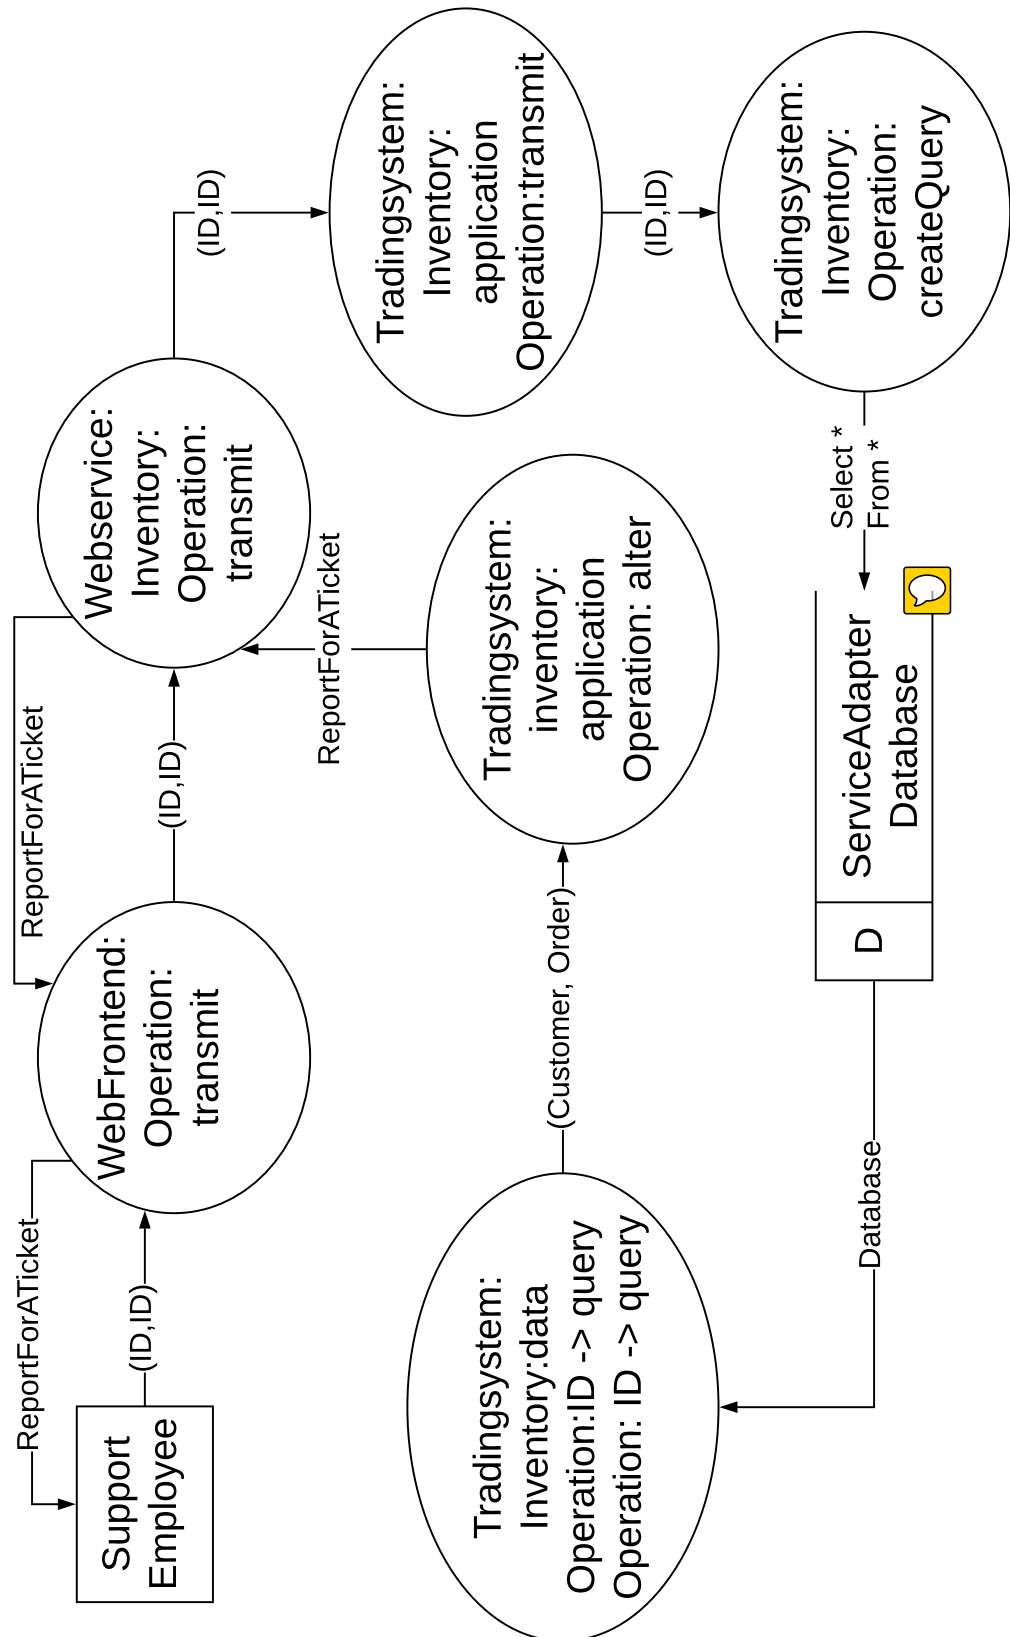 Support
Employee
ReportForATicket
(ID,ID)
WebFrontend:
Operation:
transmit
ReportForATicket
(ID,ID)
Webservice:
Inventory:
Operation:
transmit
(ID,ID)
Tradingsystem:
Inventory:
application
Operation:transmit
(ID,ID)
Tradingsystem:
Inventory:
Operation:
createQuery
Select *
From *
D
ServiceAdapter
Database
Database
Tradingsystem:
Inventory:data
Operation:ID -> query
Operation: ID -> query
(Customer, Order)
Tradingsystem:
inventory:
application
Operation: alter
ReportForATicket